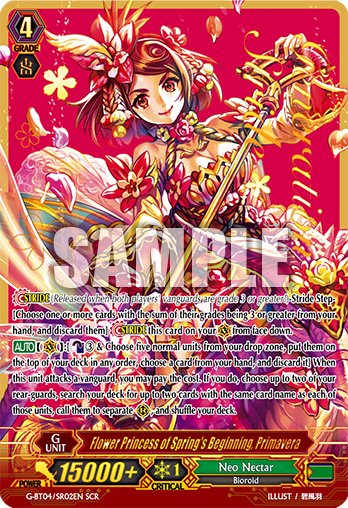 4
GRADE
SAMPLE
STRIDE [Released when both players' vanguards are grade 3 or greater!]-Stride Step-
[Choose one or more cards with the sum of their grades being 3 or greater from your
hand, and discard them] STRIDE this card on your from face down.
AUTO [3 & Choose five normal units from your drop zone, put them on
the top of your deck in any order, choose a card from your hand, and discard it] When
this unit attacks a vanguard, you may pay the cost. If you do, choose up to two of your
rear-guards, search your deck for up to two cards with the same card name as each of
those units, call them to separate, and shuffle your deck.
G
UNIT
Flower Princess of Spring's Beginning, Primavera
POWER 15000+
1
CRITICAL
Neo Nectar
Bioroid
G-BT04/SR02EN SCR
ILLUST / 碧風羽